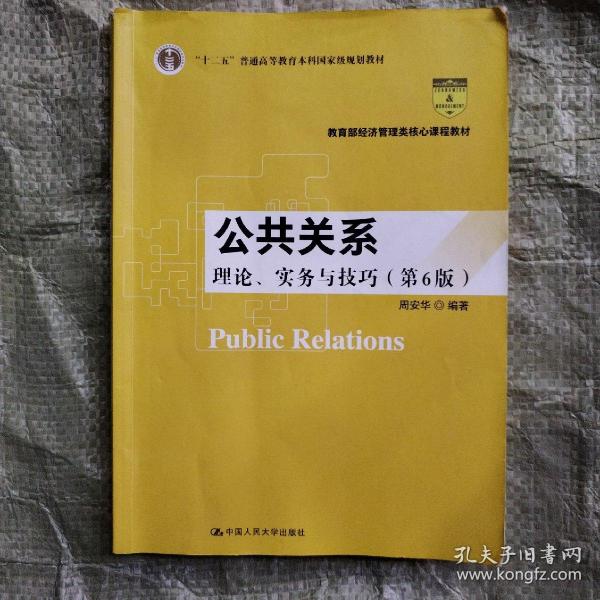 “十二五”普通高等教育本科国家级规划教材
ECONOMICS
&
MANAGEMENT
教育部经济管理类核心课程教材
公共关系
理论、实务与技巧（第6版）
周安华◎编著
Public Relations
中国人民大学出版社
孔夫子旧书网
www.kongfz.com